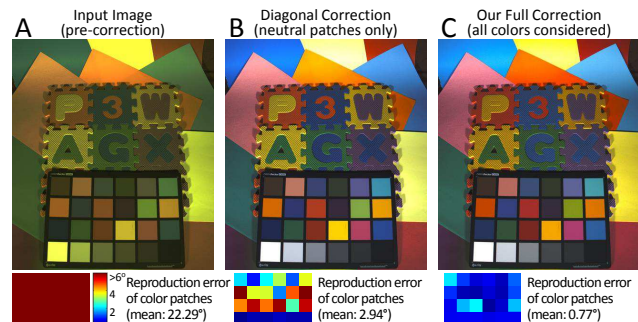 A
Input Image
(pre-correction)
B
Diagonal Correction
(neutral patches only)
C
Our Full Correction
(all colors considered)
P 3 W
A G X
P 3 W
A G X
P 3 W
A G X
>6°
4
2
Reproduction error
of color patches
(mean: 22.29°)
Reproduction error
of color patches
(mean: 2.94°)
Reproduction error
of color patches
(mean: 0.77°)